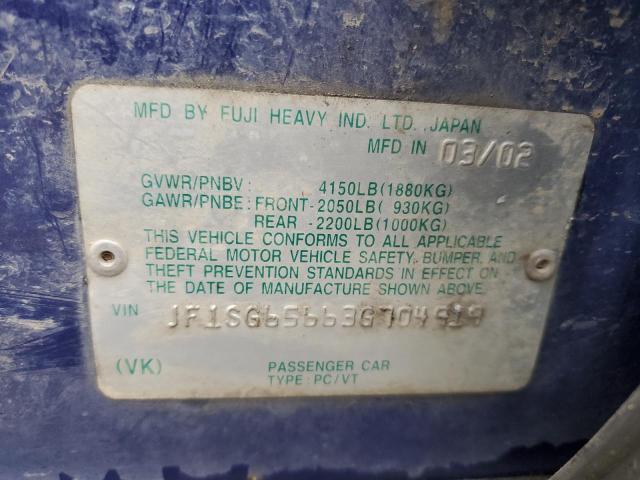 MFD BY FUJI HEAVY IND. LTD. JAPAN
MFD IN 03/02
GVWR/PNBV : 4150LB(1880KG)
GAWR/PNBE : FRONT-2050LB( 930KG)
REAR -2200LB(1000KG)
THIS VEHICLE CONFORMS TO ALL APPLICABLE
FEDERAL MOTOR VEHICLE SAFETY, BUMPER, AND
THEFT PREVENTION STANDARDS IN EFFECT ON
THE DATE OF MANUFACTURE SHOWN ABOVE.
VIN JF1SG65663G704919
(VK) PASSENGER CAR
TYPE : PC/VT